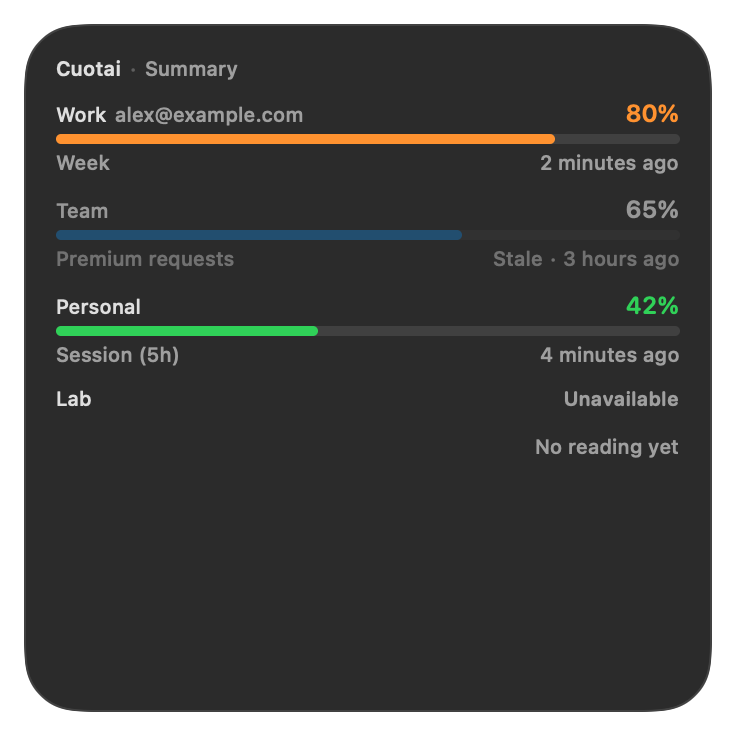 Cuotai · Summary
Work alex@example.com 80%
Week 2 minutes ago
Team 65%
Premium requests Stale · 3 hours ago
Personal 42%
Session (5h) 4 minutes ago
Lab Unavailable
No reading yet